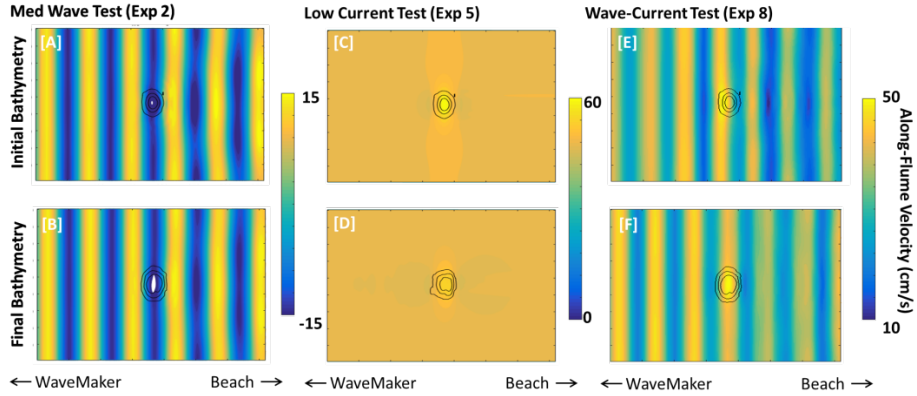 Med Wave Test (Exp 2)
Low Current Test (Exp 5)
Wave-Current Test (Exp 8)
Initial Bathymetry
[A]
[C]
[E]
15
60
50
Final Bathymetry
[B]
[D]
[F]
-15
0
10
Along-Flume Velocity (cm/s)
← WaveMaker Beach →
← WaveMaker Beach →
← WaveMaker Beach →